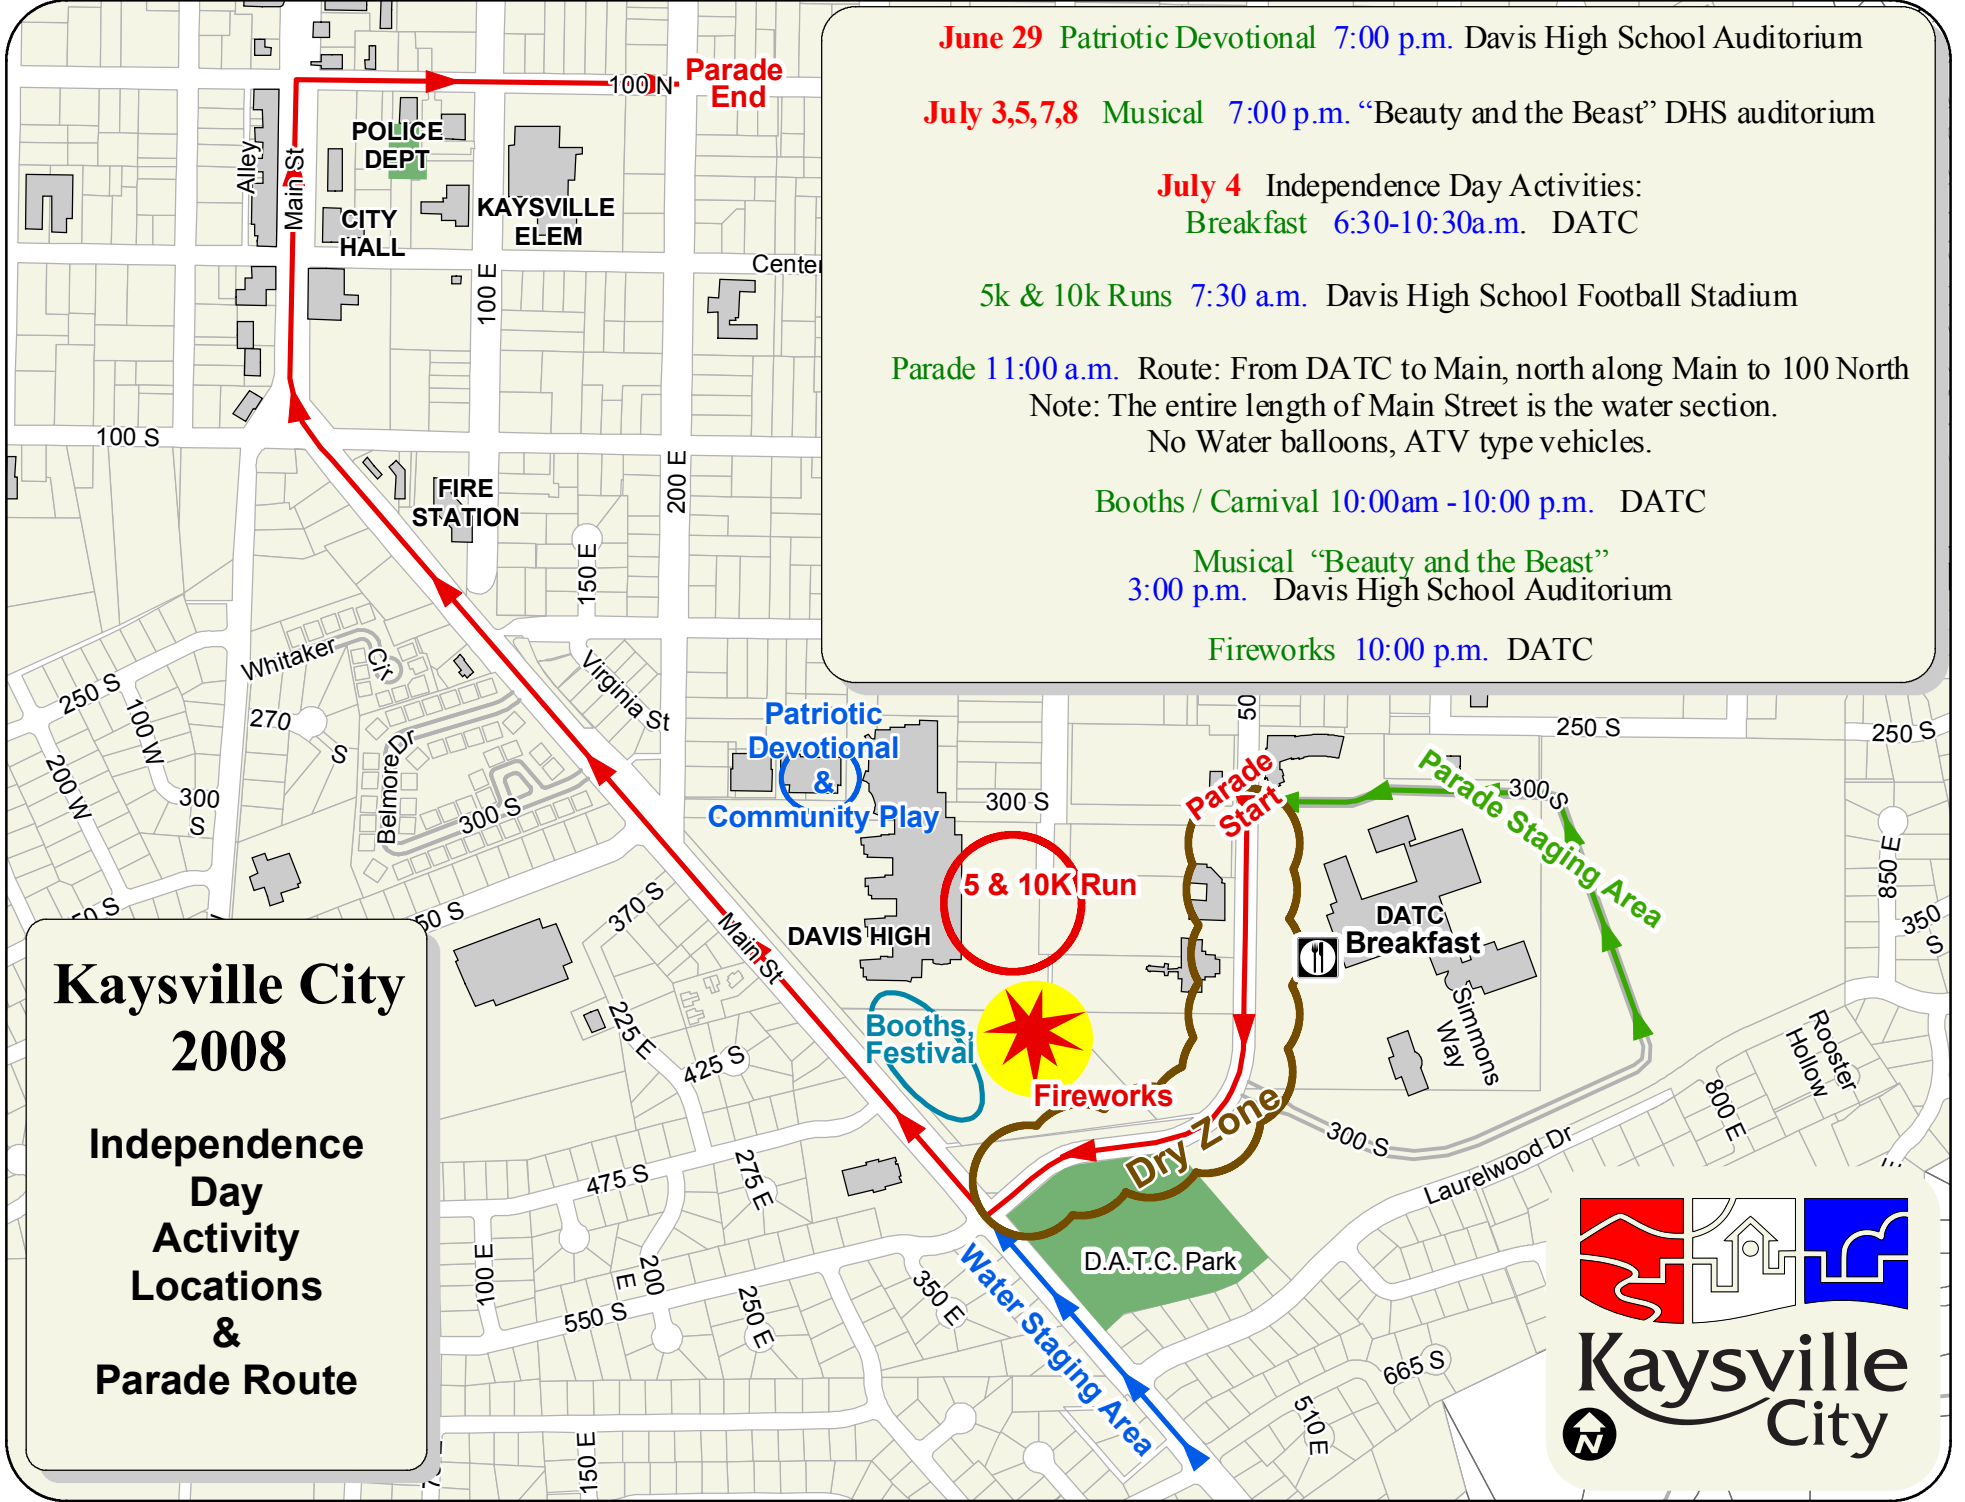 June 29 Patriotic Devotional 7:00 p.m. Davis High School Auditorium
July 3,5,7,8 Musical 7:00 p.m. “Beauty and the Beast” DHS auditorium
July 4 Independence Day Activities:
Breakfast 6:30-10:30a.m. DATC
5k & 10k Runs 7:30 a.m. Davis High School Football Stadium
Parade 11:00 a.m. Route: From DATC to Main, north along Main to 100 North
Note: The entire length of Main Street is the water section.
No Water balloons, ATV type vehicles.
Booths / Carnival 10:00am -10:00 p.m. DATC
Musical “Beauty and the Beast”
3:00 p.m. Davis High School Auditorium
Fireworks 10:00 p.m. DATC
100 N
Parade
End
POLICE
DEPT
Alley
Main St
CITY
HALL
KAYSVILLE
ELEM
Center
100 E
100 S
FIRE
STATION
200 E
150 E
Whitaker
Cir
Virginia St
250 S
100 W
270
S
200 W
Belmore Dr
300
S
300 S
Patriotic
Devotional
&
Community Play
50
250 S
250 S
Parade
Start
300 S
Parade Staging Area
300 S
5 & 10K Run
DAVIS HIGH
DATC
Breakfast
850 E
350
S
50 S
50 S
370 S
Main St
Simmons
Way
Rooster
Hollow
Booths,
Festival
Fireworks
225 E
425 S
Dry Zone
300 S
800 E
Laurelwood Dr
475 S
275 E
D.A.T.C. Park
100 E
200
E
550 S
250 E
350 E
Water Staging Area
665 S
510 E
150 E
Kaysville City
2008
Independence
Day
Activity
Locations
&
Parade Route
Kaysville
City
N